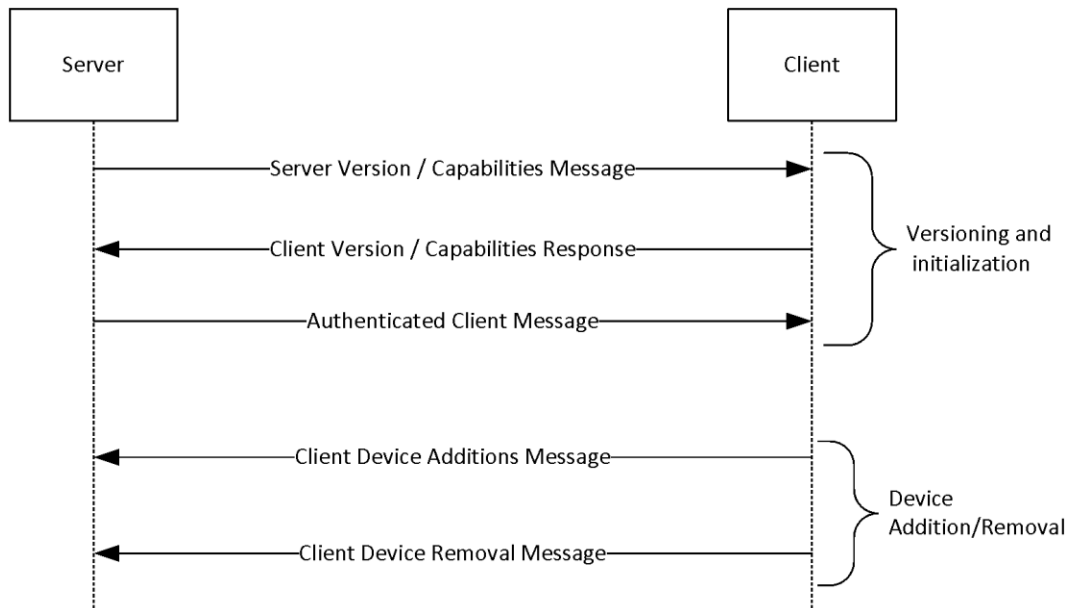 Server
Client
Server Version / Capabilities Message
Client Version / Capabilities Response
Authenticated Client Message
Versioning and
initialization
Client Device Additions Message
Client Device Removal Message
Device
Addition/Removal